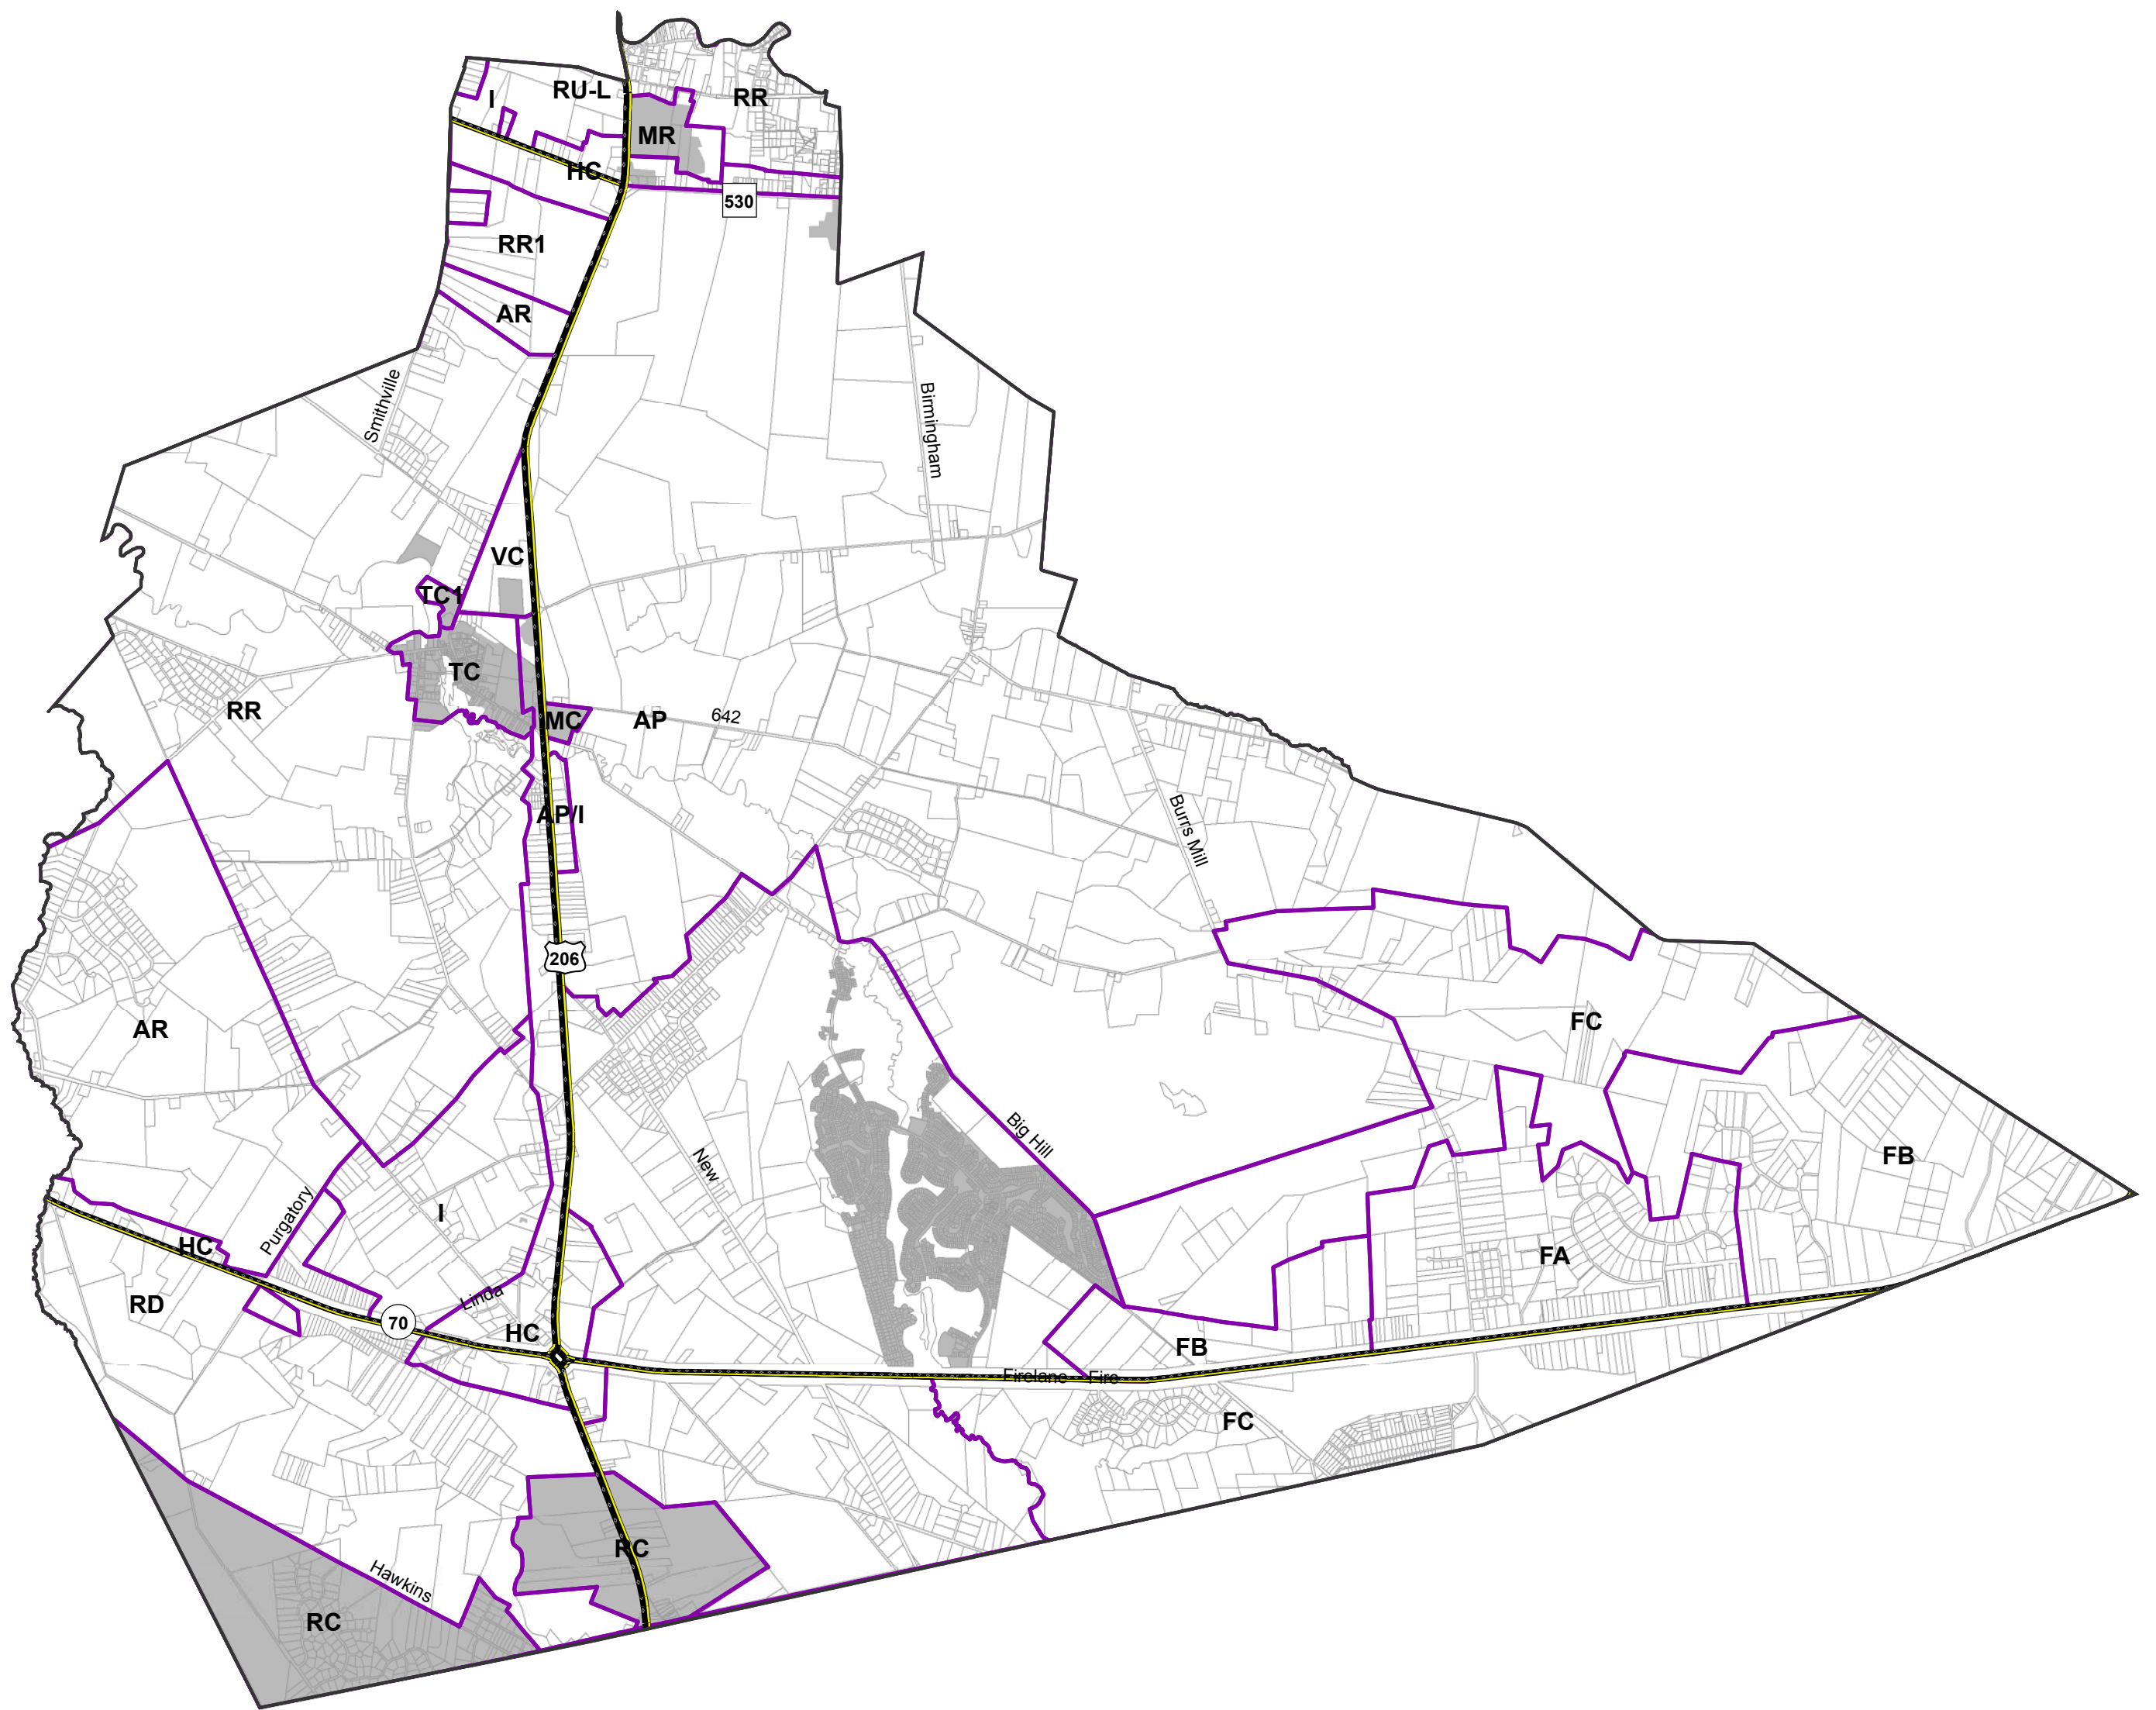 RU-L
RR
I
MR
HC
530
RR1
AR
Smithville
Birmingham
VC
TC1
TC
RR
MC
AP
642
AP/I
Burrs Mill
206
FC
AR
Big Hill
New
FB
Purgatory
I
HC
FA
Linda
RD
70
HC
FB
Firelane
Fire
FC
RC
Hawkins
RC